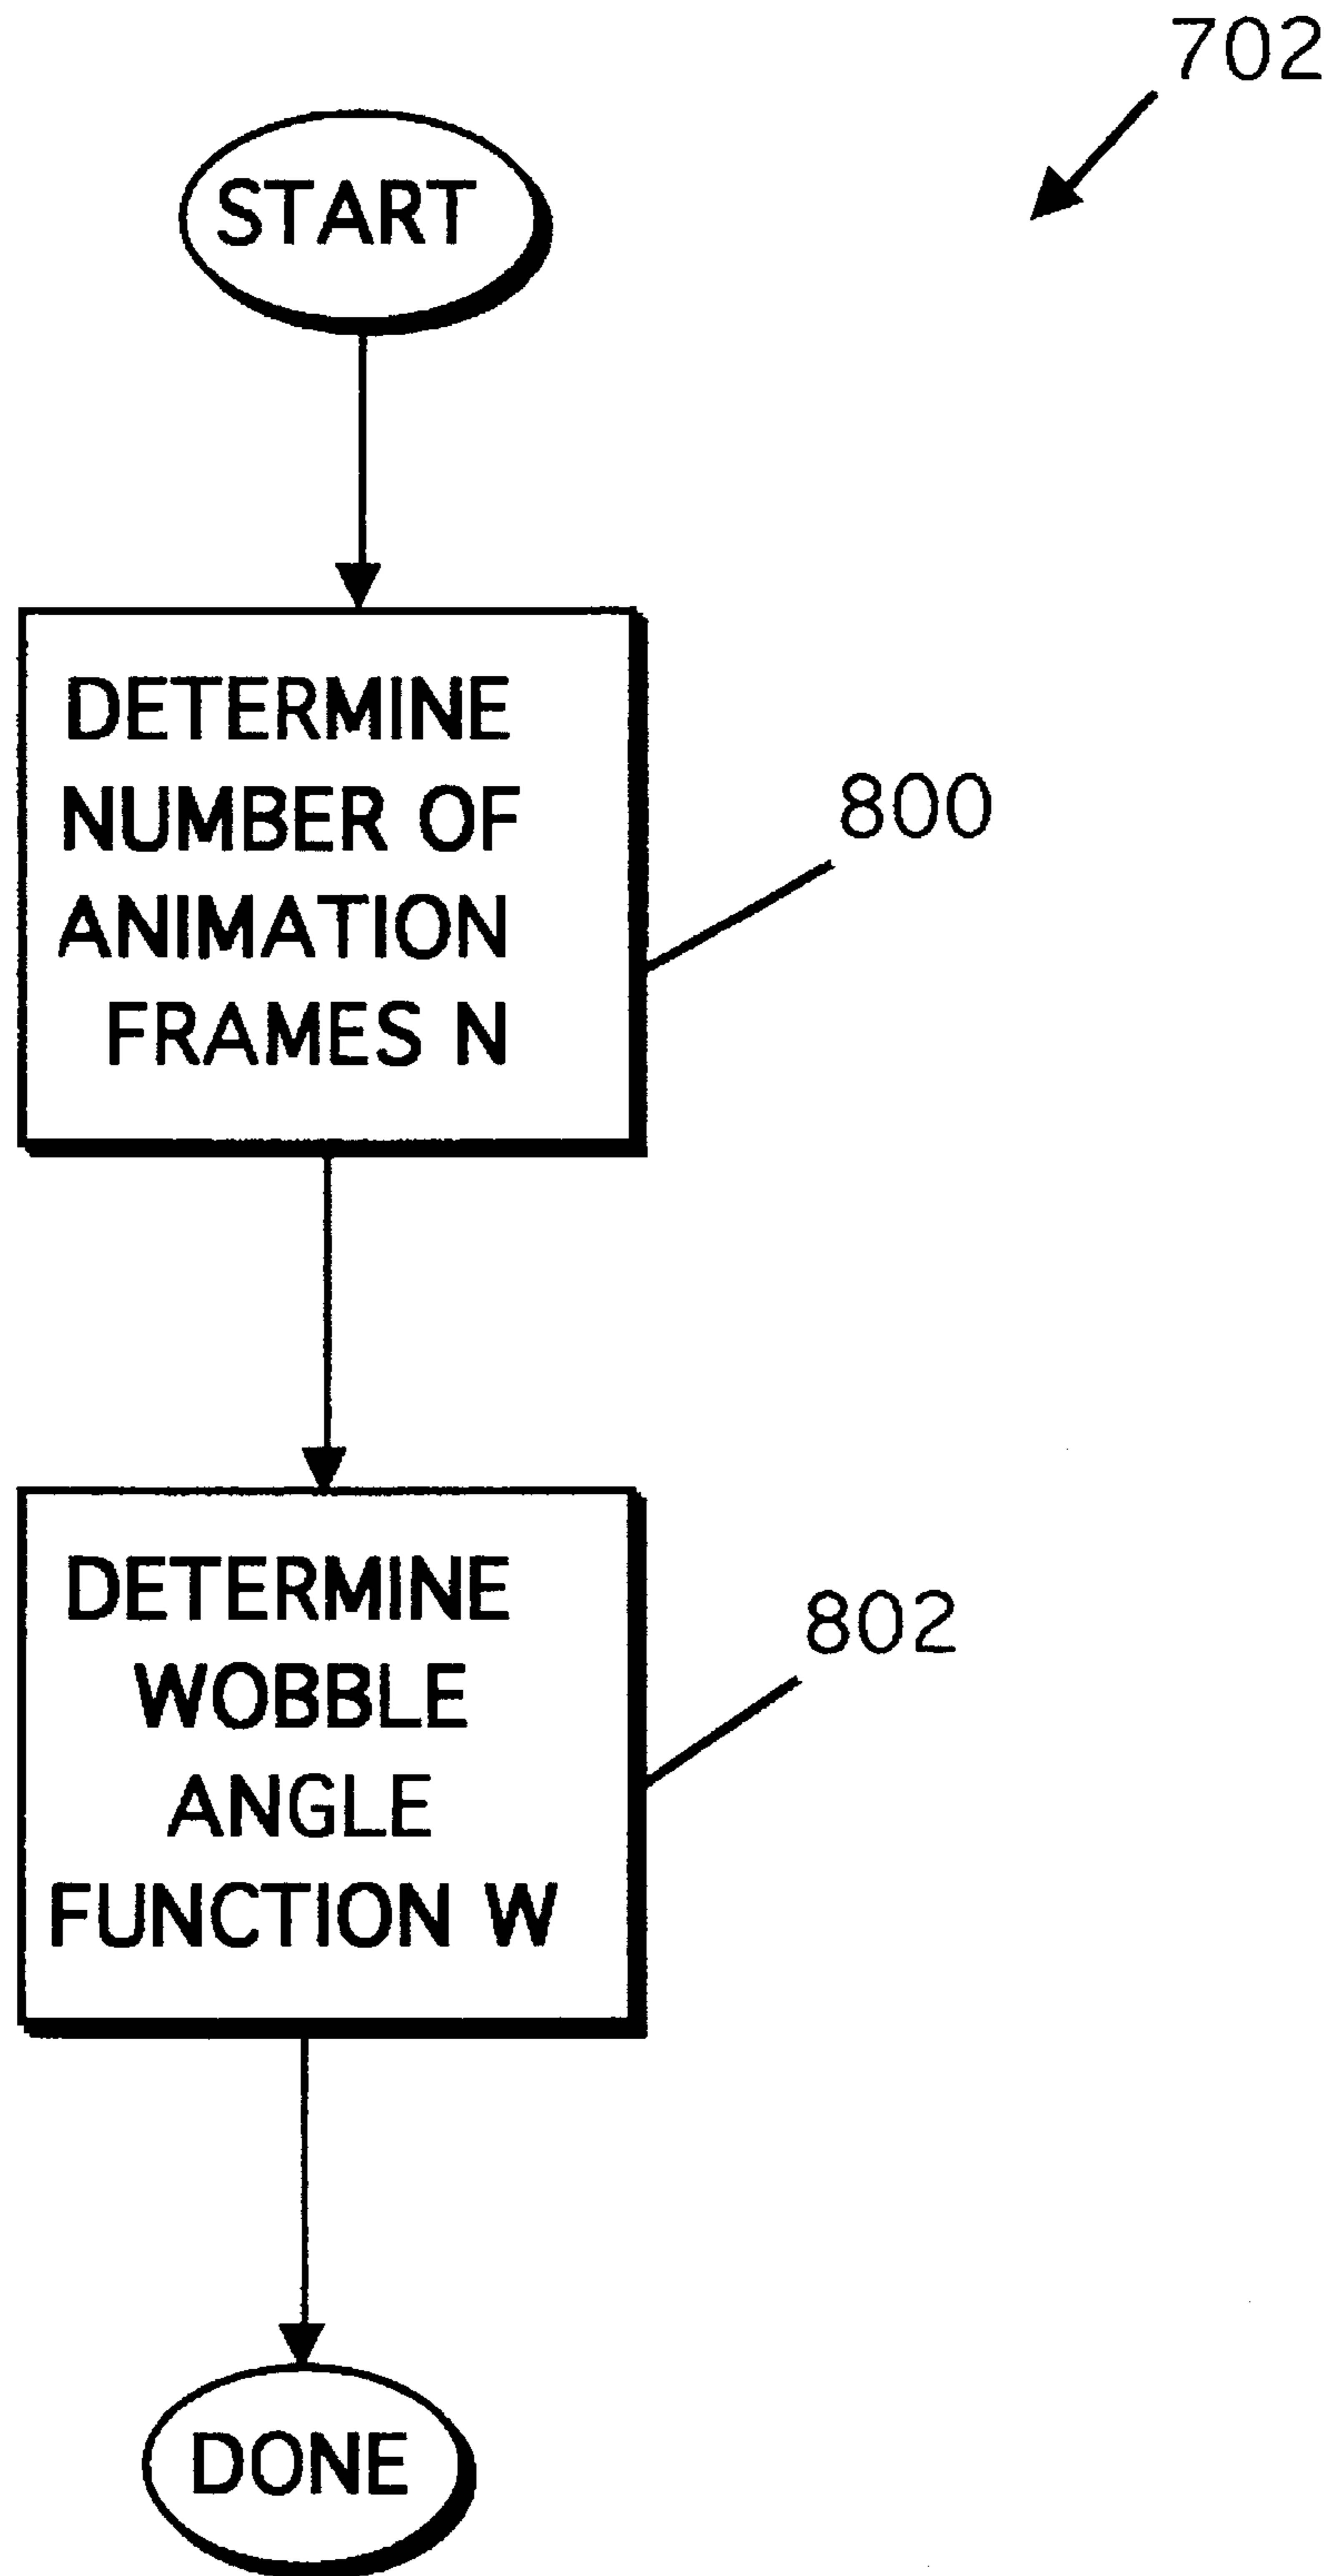 702
START
DETERMINE
NUMBER OF
ANIMATION
FRAMES N
800
DETERMINE
WOBBLE
ANGLE
FUNCTION W
802
DONE